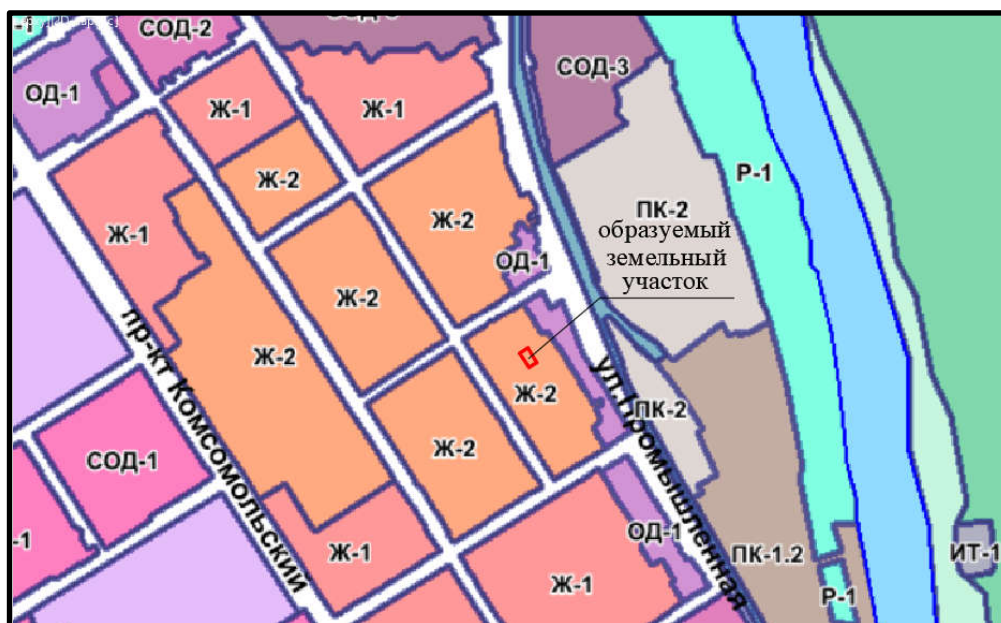 СОД-2
СОД-3
ОД-1
Ж-1
Ж-1
Ж-2
Р-1
Ж-2
ПК-2
Ж-1
образуемый
земельный
участок
ОД-1
Ж-2
Ж-2
Ж-2
ПК-2
пр-кт Комсомольский
ул.Промышленная
СОД-1
Ж-2
-1
Ж-1
ОД-1
ПК-1.2
ИТ-1
Ж-1
Р-1